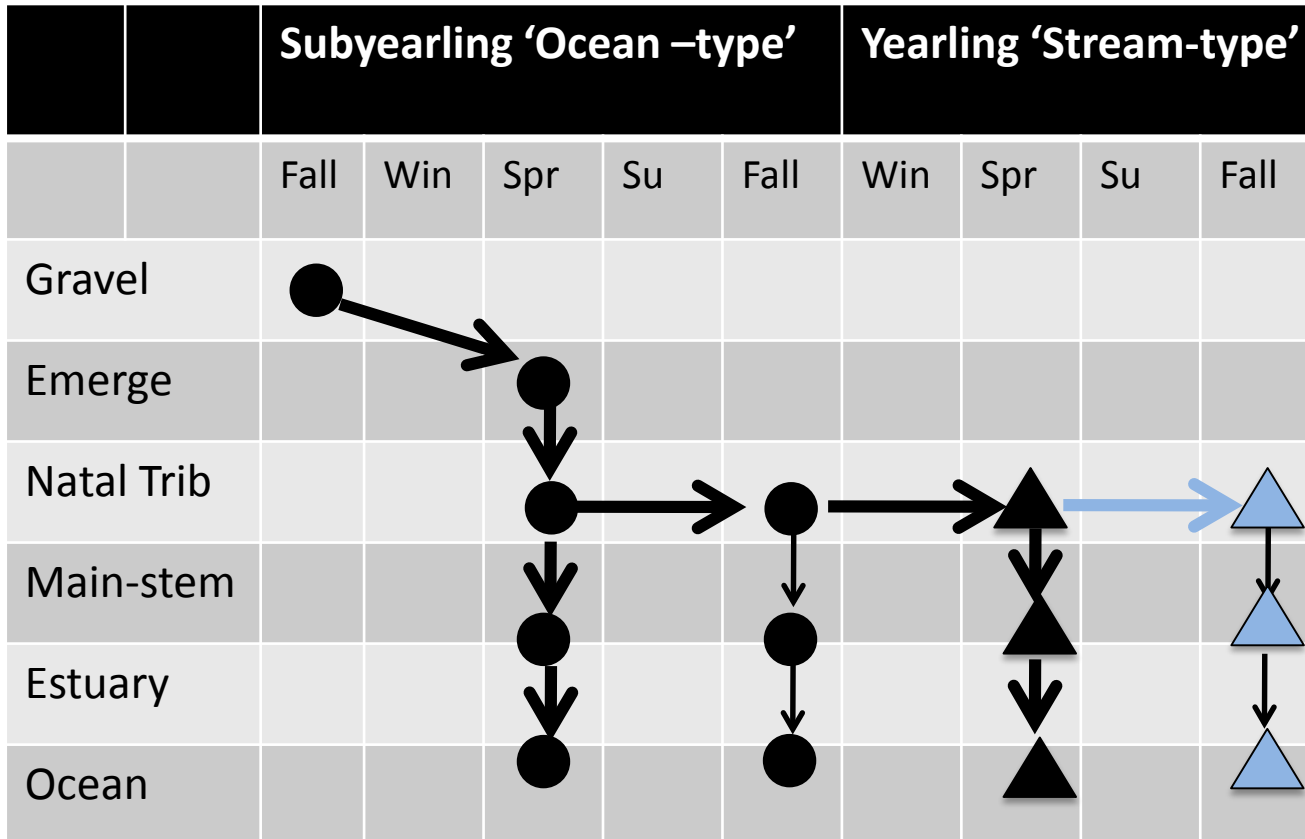 Subyearling ‘Ocean –type’ Yearling ‘Stream-type’
Fall Win Spr Su Fall Win Spr Su Fall
Gravel
Emerge
Natal Trib
Main-stem
Estuary
Ocean